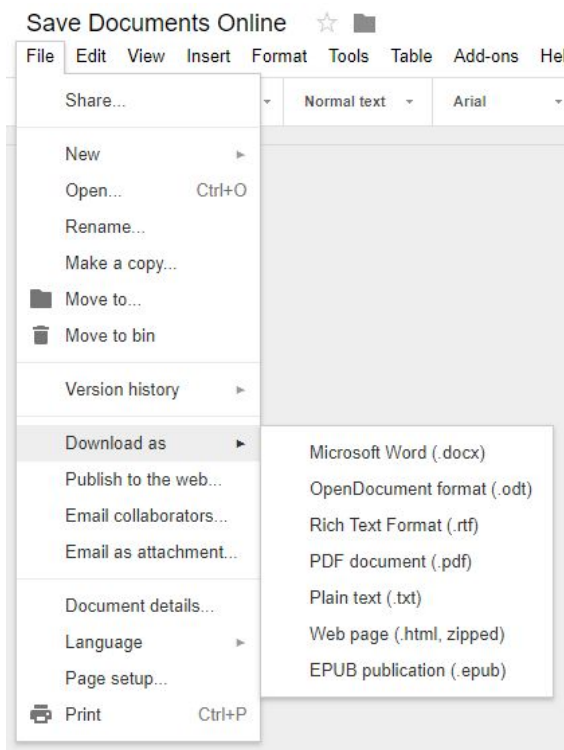 Save Documents Online
File Edit View Insert Format Tools Table Add-ons Hel
Share...
Normal text Arial
New
Open... Ctrl+O
Rename...
Make a copy...
Move to...
Move to bin
Version history
Download as
Publish to the web...
Email collaborators...
Email as attachment...
Document details...
Language
Page setup...
Print Ctrl+P
Microsoft Word (.docx)
OpenDocument format (.odt)
Rich Text Format (.rtf)
PDF document (.pdf)
Plain text (.txt)
Web page (.html, zipped)
EPUB publication (.epub)